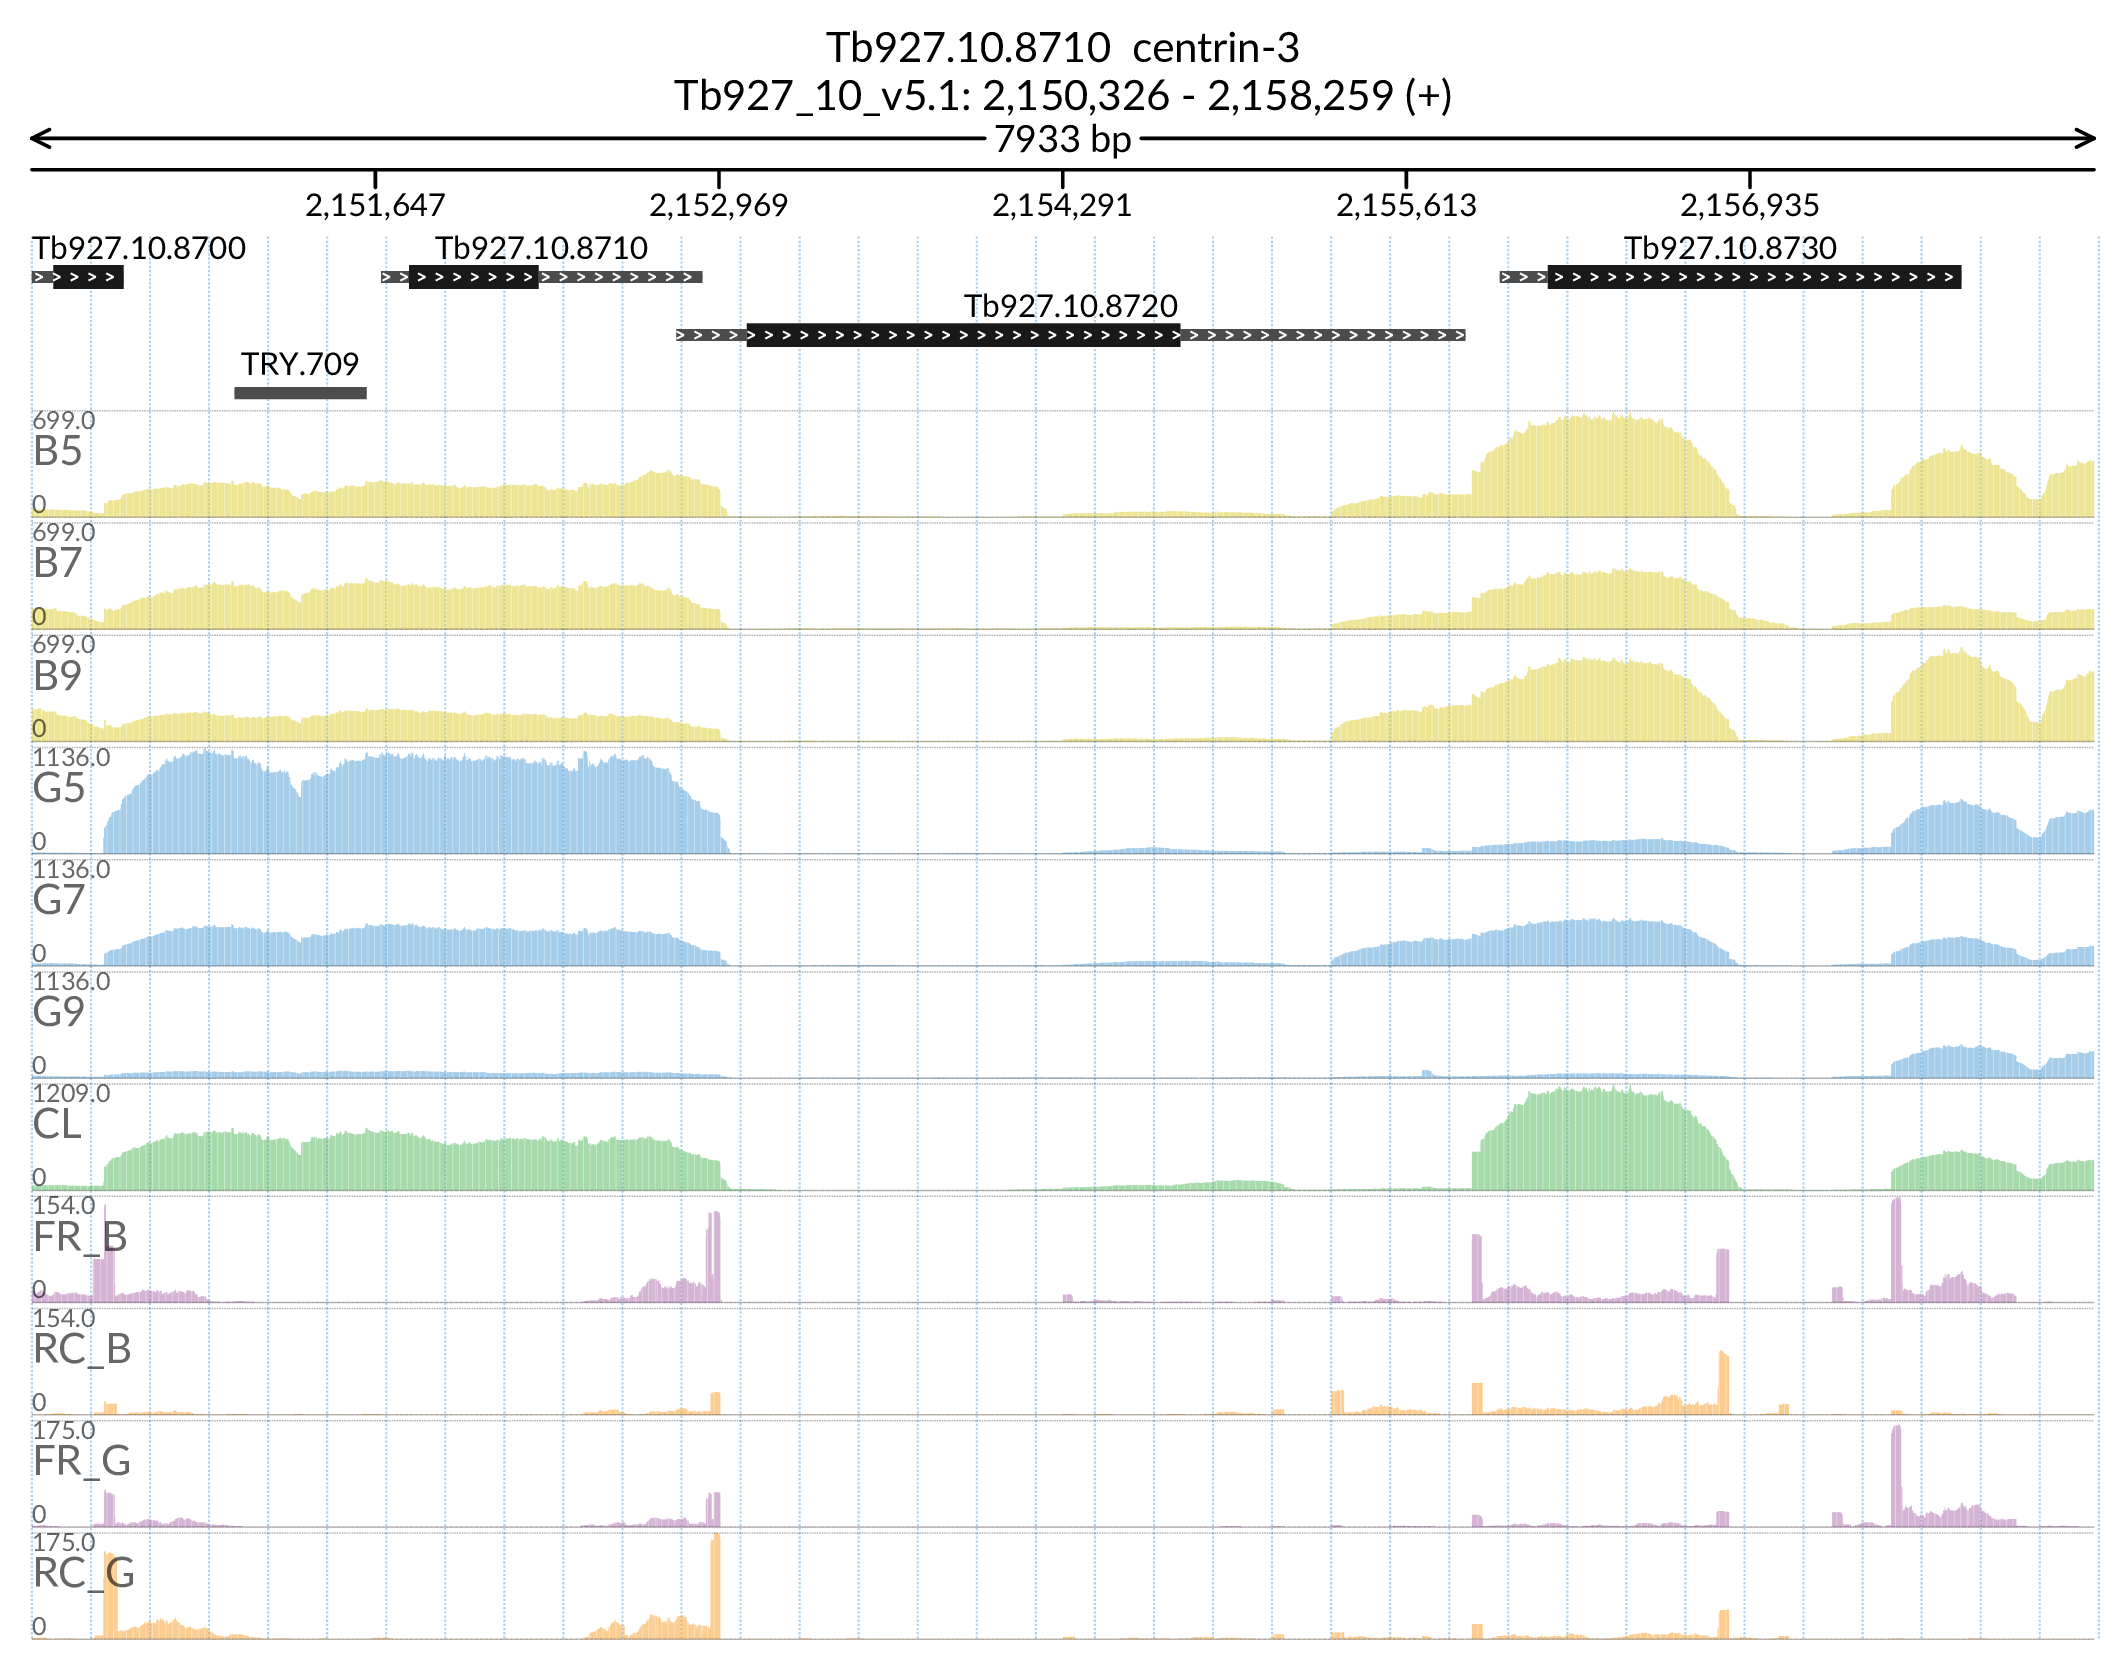 Tb927.10.8710  centrin-3
Tb927_10_v5.1: 2,150,326 - 2,158,259 (+)
7933 bp
2,151,647 2,152,969 2,154,291 2,155,613 2,156,935
Tb927.10.8700 Tb927.10.8710 Tb927.10.8730
Tb927.10.8720
TRY.709
699.0
B5
0
699.0
B7
0
699.0
B9
0
1136.0
G5
0
1136.0
G7
0
1136.0
G9
0
1209.0
CL
0
154.0
FR_B
0
154.0
RC_B
0
175.0
FR_G
0
175.0
RC_G
0